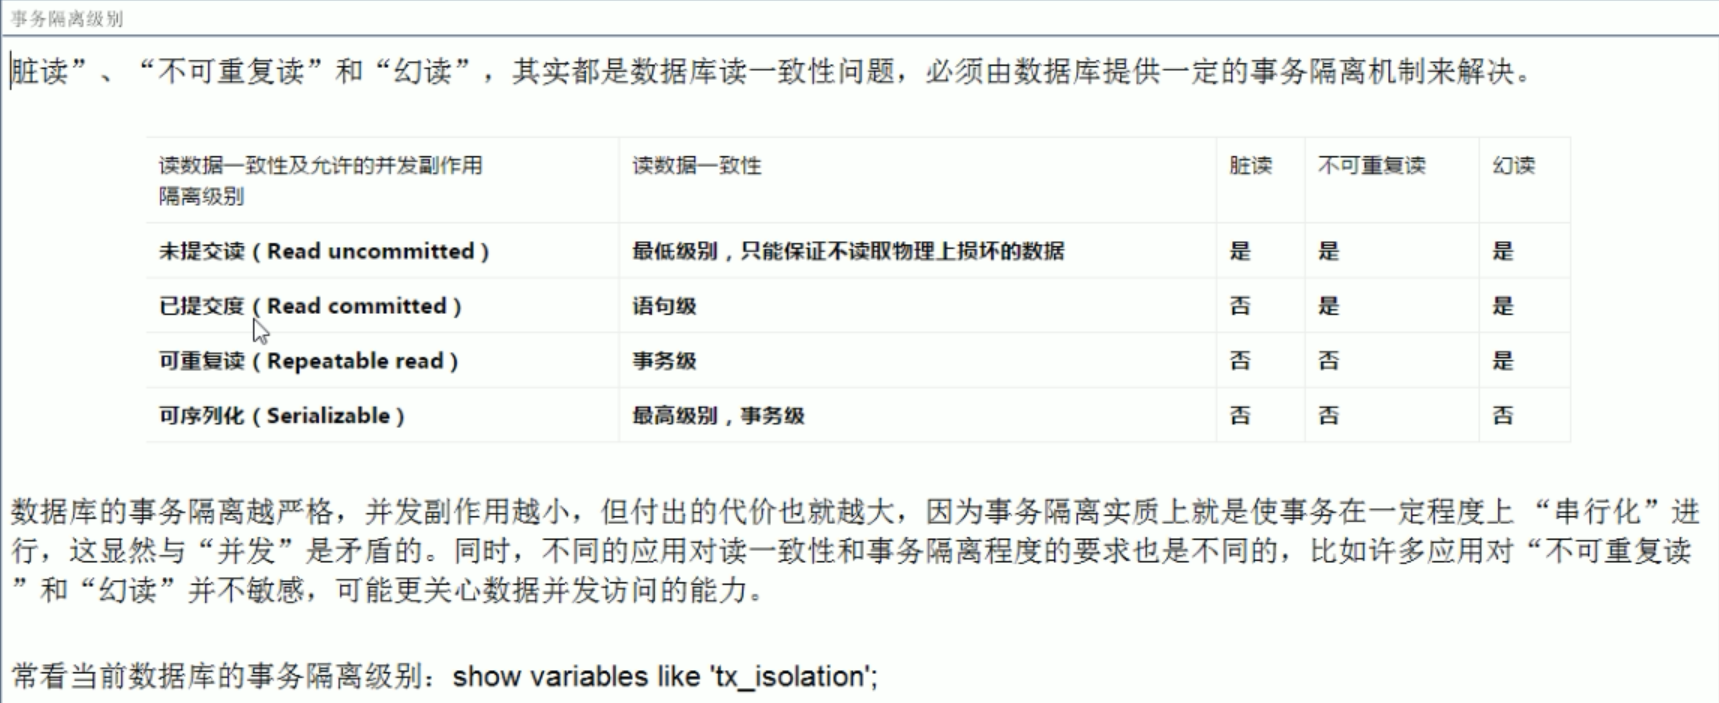 事务隔离级别
脏读”、“不可重复读”和“幻读”，其实都是数据库读一致性问题，必须由数据库提供一定的事务隔离机制来解决。
读数据一致性及允许的并发副作用 读数据一致性 脏读 不可重复读 幻读
隔离级别
未提交读（Read uncommitted） 最低级别，只能保证不读取物理上损坏的数据 是 是 是
已提交度（Read committed） 语句级 否 是 是
可重复读（Repeatable read） 事务级 否 否 是
可序列化（Serializable） 最高级别，事务级 否 否 否
数据库的事务隔离越严格，并发副作用越小，但付出的代价也就越大，因为事务隔离实质上就是使事务在一定程度上 “串行化”进
行，这显然与“并发”是矛盾的。同时，不同的应用对读一致性和事务隔离程度的要求也是不同的，比如许多应用对“不可重复读
”和“幻读”并不敏感，可能更关心数据并发访问的能力。
常看当前数据库的事务隔离级别：show variables like 'tx_isolation';